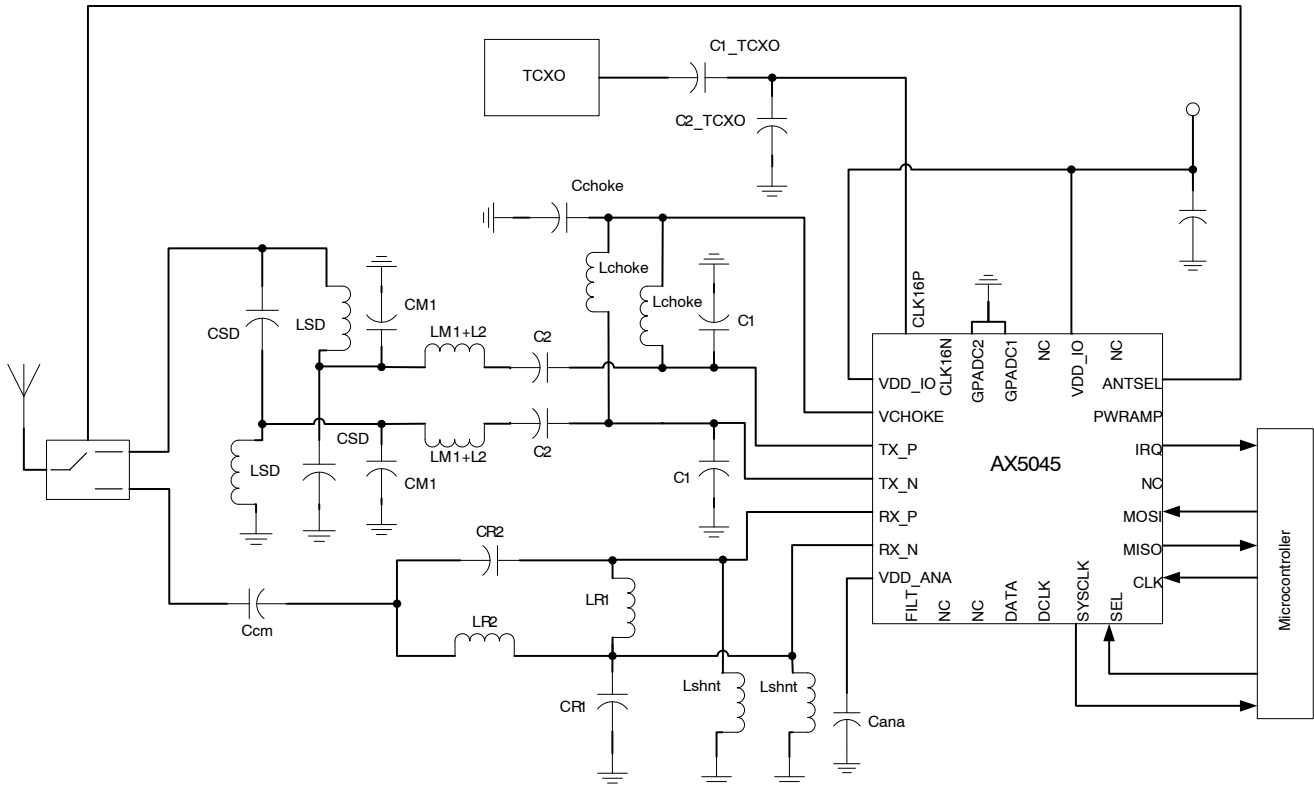 C1_TCXO
TCXO
C2_TCXO
Cchoke
Lchoke
Lchoke
CLK16P
CM1
C1
CSD
LSD
LM1+L2
C2
CLK16N
GPADC2
GPADC1
NC
VDD_IO
NC
VDD_IO
ANTSEL
VCHOKE
PWRAMP
CSD
LM1+L2
C2
TX_P
AX5045
IRQ
LSD
CM1
C1
TX_N
NC
RX_P
MOSI
CR2
RX_N
MISO
VDD_ANA
CLK
LR1
FILT_ANA
NC
NC
DATA
DCLK
SYSCLK
SEL
Microcontroller
Ccm
LR2
Lshnt
Lshnt
CR1
Cana